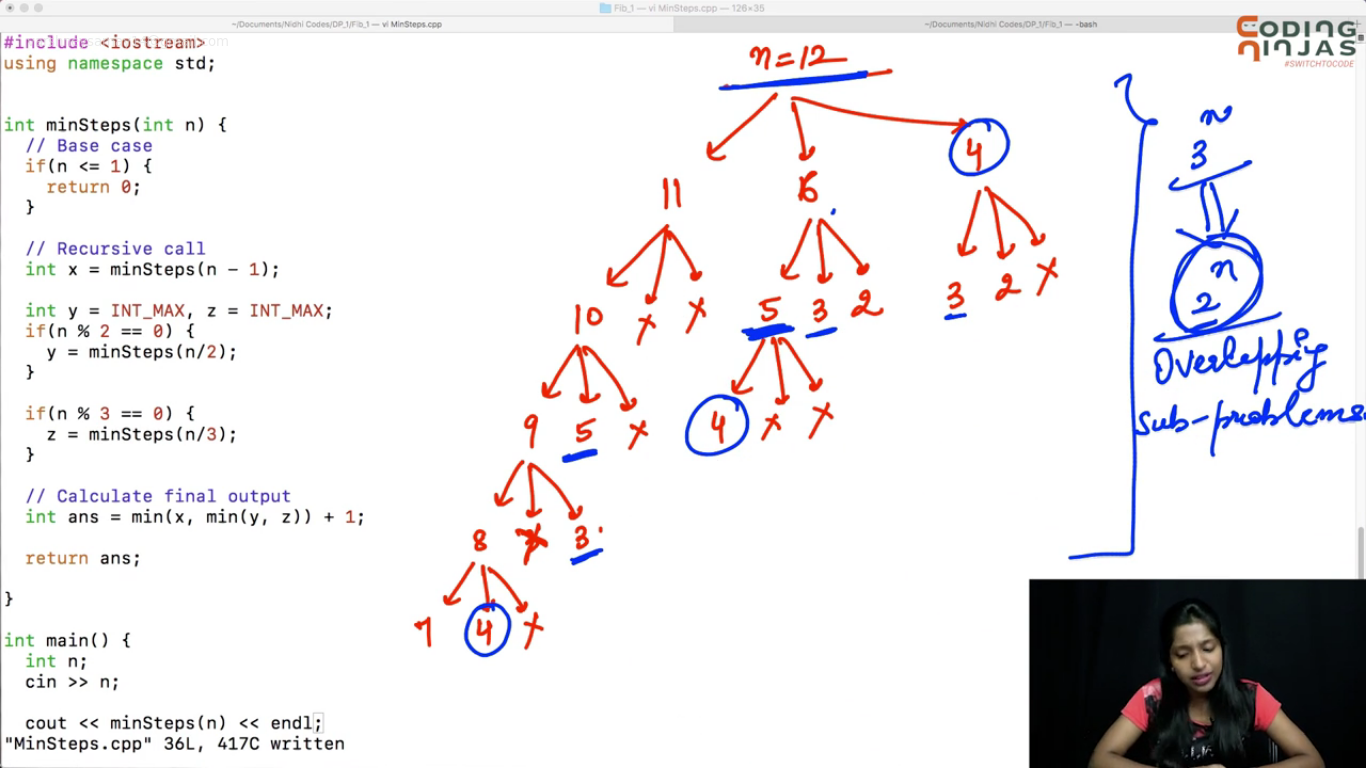 Fib_1 — vi MinSteps.cpp — 126×35
~/Documents/Nidhi Codes/DP_1/Fib_1 — vi MinSteps.cpp
~/Documents/Nidhi Codes/DP_1/Fib_1 — -bash
CODING
NINJAS
#SWITCHTOCODE
#include <iostream>
using namespace std;
int minSteps(int n) {
// Base case
if(n <= 1) {
return 0;
}
// Recursive call
int x = minSteps(n - 1);
int y = INT_MAX, z = INT_MAX;
if(n % 2 == 0) {
y = minSteps(n/2);
}
if(n % 3 == 0) {
z = minSteps(n/3);
}
// Calculate final output
int ans = min(x, min(y, z)) + 1;
return ans;
}
int main() {
int n;
cin >> n;
cout << minSteps(n) << endl;
"MinSteps.cpp" 36L, 417C written
n=12
11 6 4
10 x x 5 3 2 3 2 x
9 5 x 4 x x
8 x 3
7 4 x
n
3
n
2
Overlapping
sub-problems